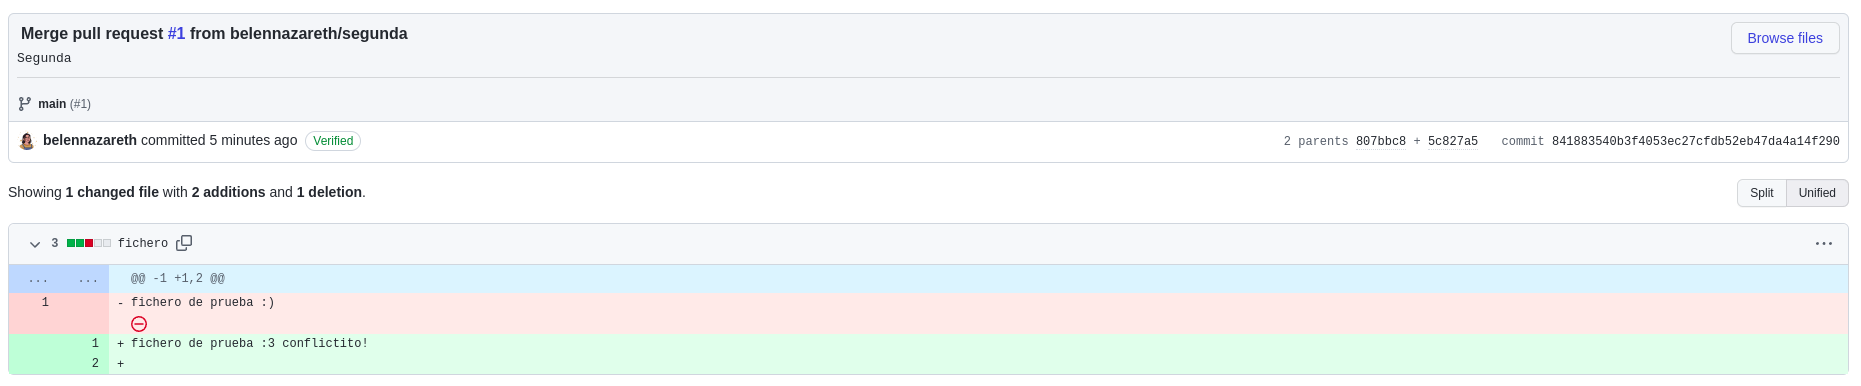 Merge pull request #1 from belennazareth/segunda
Browse files
Segunda
main (#1)
belennazareth committed 5 minutes ago Verified 2 parents 807bbc8 + 5c827a5 commit 841883540b3f4053ec27cfdb52eb47da4a14f290
Showing 1 changed file with 2 additions and 1 deletion. Split Unified
3 fichero
... ... @@ -1 +1,2 @@
1 - fichero de prueba :)
1 + fichero de prueba :3 conflictito!
2 +